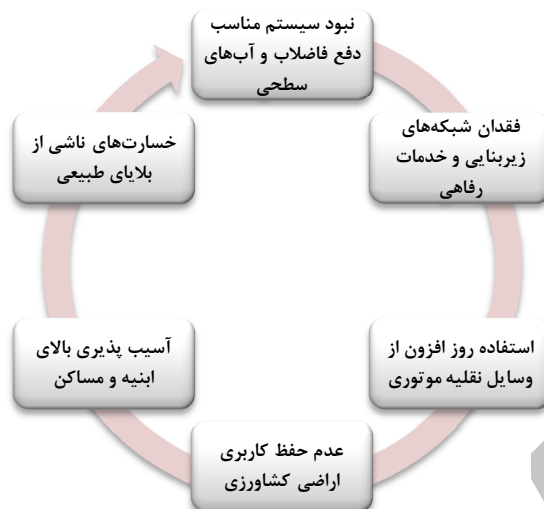 نبود سیستم مناسب
دفع فاضلاب و آب‌های
سطحی
فقدان شبکه‌های
زیربنایی و خدمات
رفاهی
استفاده روز افزون از
وسایل نقلیه موتوری
عدم حفظ کاربری
اراضی کشاورزی
آسیب پذیری بالای
ابنیه و مساکن
خسارت‌های ناشی از
بلایای طبیعی